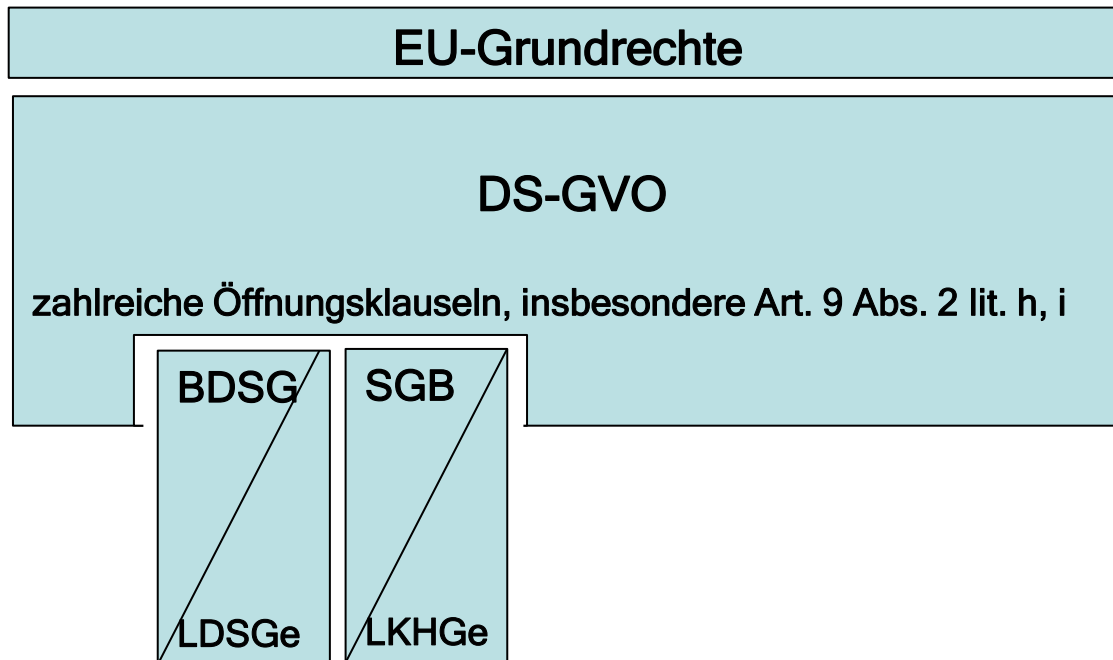 EU-Grundrechte
DS-GVO
zahlreiche Öffnungsklauseln, insbesondere Art. 9 Abs. 2 lit. h, i
BDSG
SGB
LDSGe
LKHGe